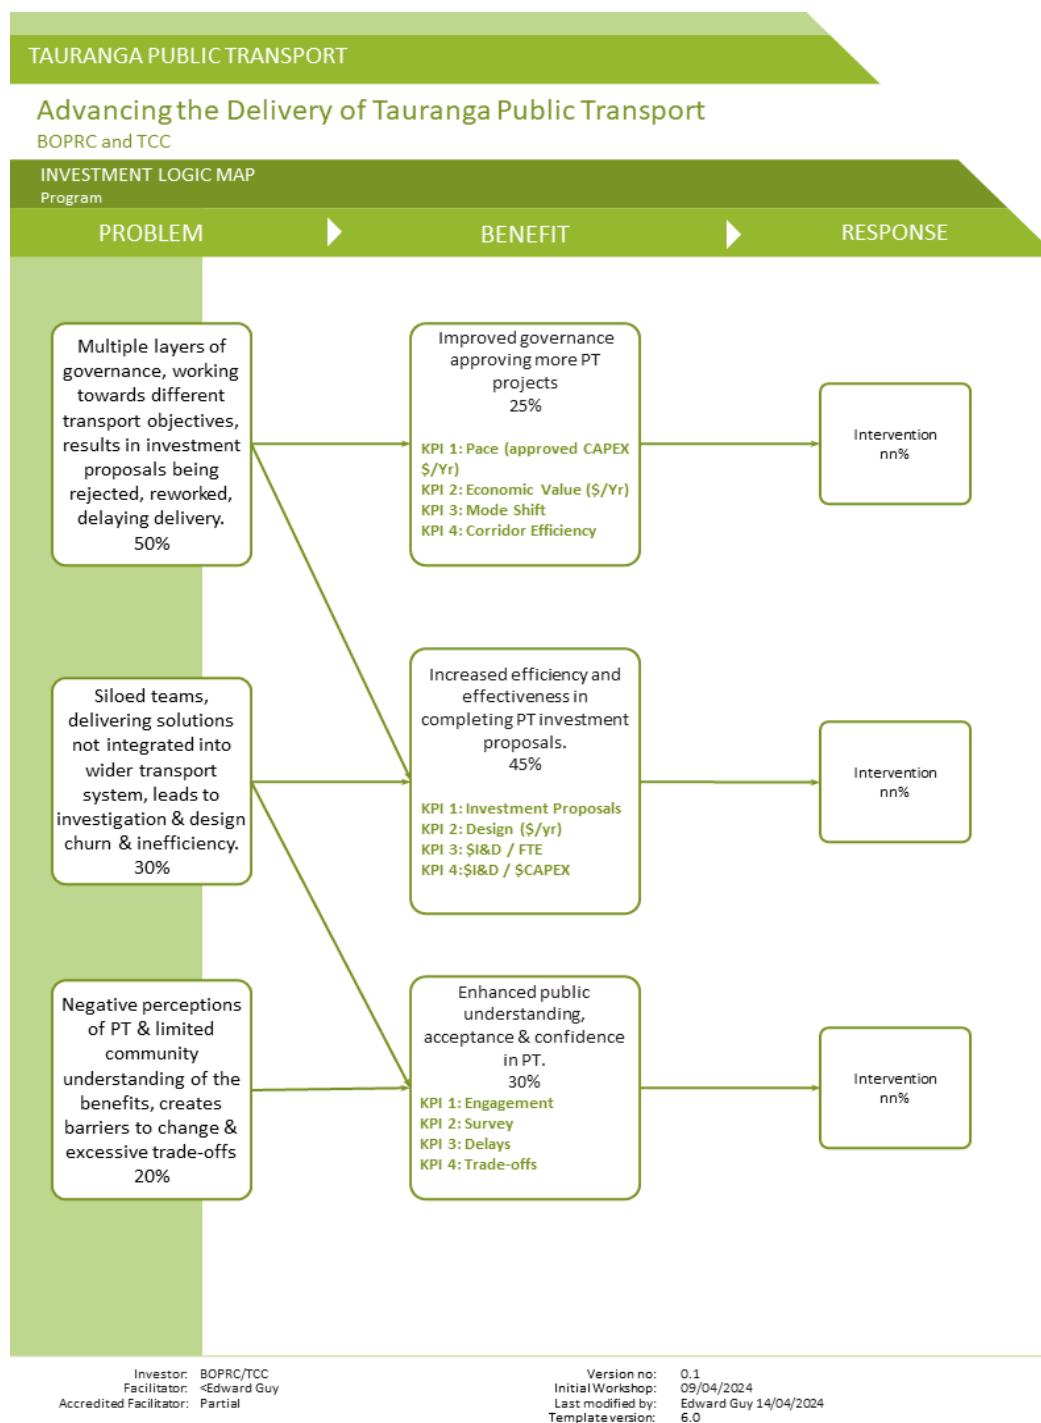 TAURANGA PUBLIC TRANSPORT
Advancing the Delivery of Tauranga Public Transport
BOPRC and TCC
INVESTMENT LOGIC MAP
Program
PROBLEM
BENEFIT
RESPONSE
Multiple layers of
governance, working
towards different
transport objectives,
results in investment
proposals being
rejected, reworked,
delaying delivery.
50%
Improved governance
approving more PT
projects
25%
KPI 1: Pace (approved CAPEX
$/Yr)
KPI 2: Economic Value ($/Yr)
KPI 3: Mode Shift
KPI 4: Corridor Efficiency
Intervention
nn%
Siloed teams,
delivering solutions
not integrated into
wider transport
system, leads to
investigation & design
churn & inefficiency.
30%
Increased efficiency and
effectiveness in
completing PT investment
proposals.
45%
KPI 1: Investment Proposals
KPI 2: Design ($/yr)
KPI 3: $I&D / FTE
KPI 4:$I&D / $CAPEX
Intervention
nn%
Negative perceptions
of PT & limited
community
understanding of the
benefits, creates
barriers to change &
excessive trade-offs
20%
Enhanced public
understanding,
acceptance & confidence
in PT.
30%
KPI 1: Engagement
KPI 2: Survey
KPI 3: Delays
KPI 4: Trade-offs
Intervention
nn%
Investor: BOPRC/TCC
Facilitator: <Edward Guy
Accredited Facilitator: Partial
Version no: 0.1
Initial Workshop: 09/04/2024
Last modified by: Edward Guy 14/04/2024
Template version: 6.0